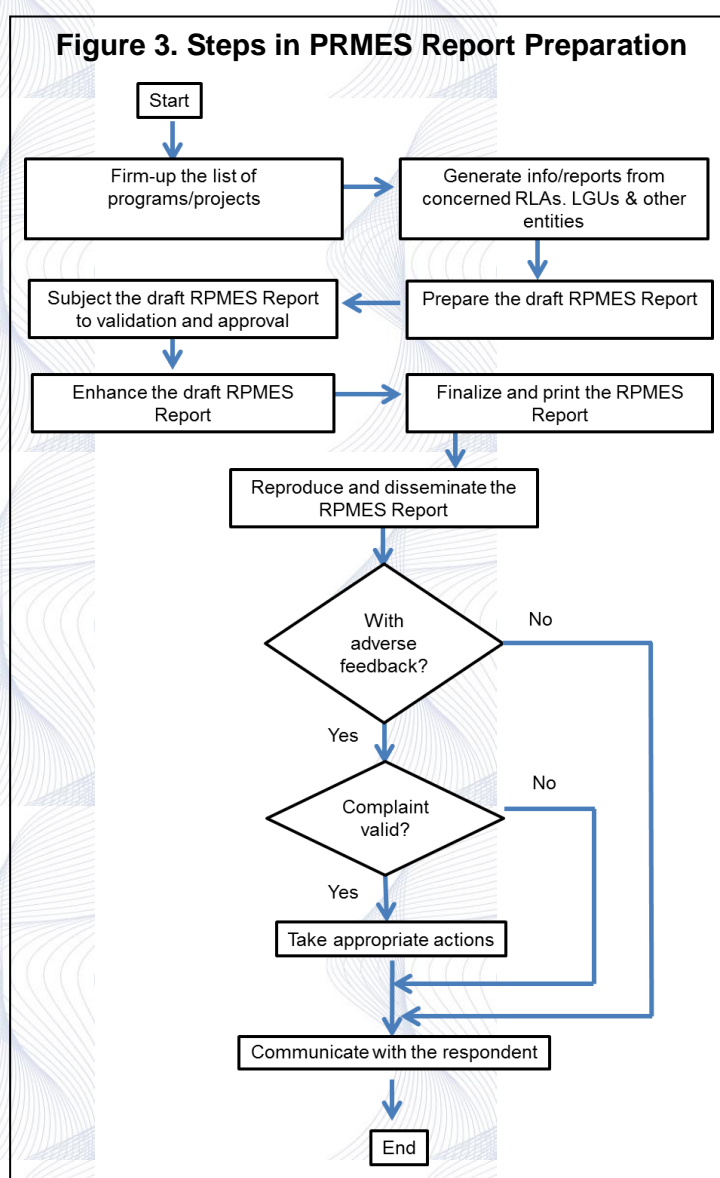 Figure 3. Steps in PRMES Report Preparation
Start
Firm-up the list of
programs/projects
Generate info/reports from
concerned RLAs. LGUs & other
entities
Subject the draft RPMES Report
to validation and approval
Prepare the draft RPMES Report
Enhance the draft RPMES
Report
Finalize and print the RPMES
Report
Reproduce and disseminate the
RPMES Report
With
adverse
feedback?
No
Yes
Complaint
valid?
No
Yes
Take appropriate actions
Communicate with the respondent
End